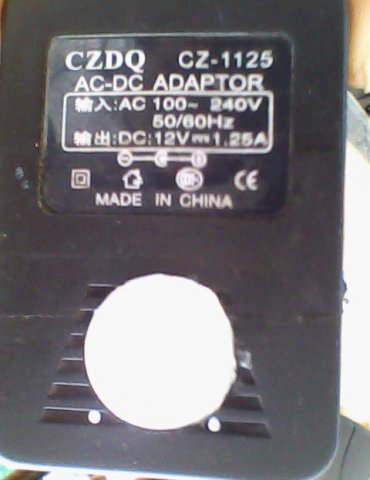 CZDQ CZ-1125
AC-DC ADAPTOR
输入:AC 100~ 240V
50/60Hz
输出:DC:12V⎓1.25A
CE
MADE IN CHINA